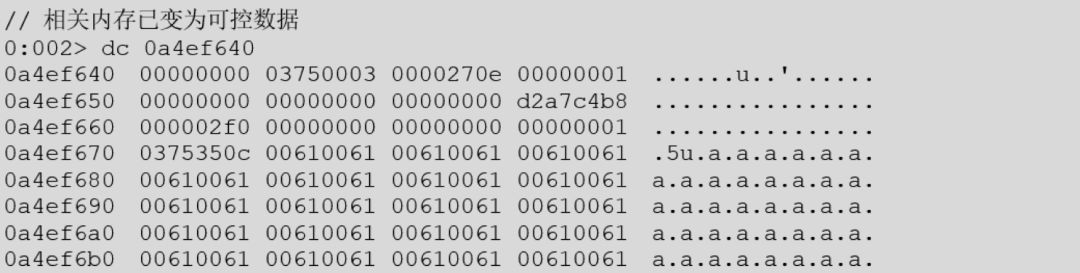 // 相关内存已变为可控数据
0:002> dc 0a4ef640
0a4ef640  00000000 03750003 0000270e 00000001  ......u..'......
0a4ef650  00000000 00000000 00000000 d2a7c4b8  ................
0a4ef660  000002f0 00000000 00000000 00000001  ................
0a4ef670  0375350c 00610061 00610061 00610061  .5u.a.a.a.a.a.a.
0a4ef680  00610061 00610061 00610061 00610061  a.a.a.a.a.a.a.a.
0a4ef690  00610061 00610061 00610061 00610061  a.a.a.a.a.a.a.a.
0a4ef6a0  00610061 00610061 00610061 00610061  a.a.a.a.a.a.a.a.
0a4ef6b0  00610061 00610061 00610061 00610061  a.a.a.a.a.a.a.a.